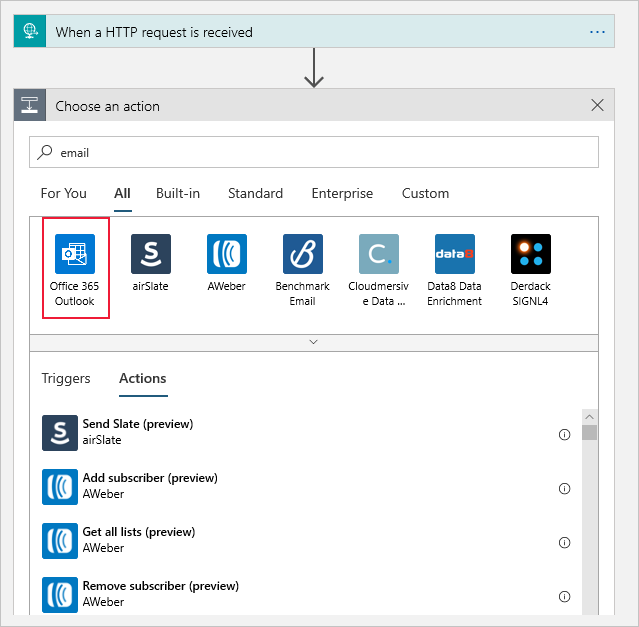 When a HTTP request is received
Choose an action
email
For You All Built-in Standard Enterprise Custom
Office 365
Outlook
S
airSlate
AWeber
Benchmark
Email
C.
Cloudmersiv
e Data ...
data8
Data8 Data
Enrichment
Derdack
SIGNL4
Triggers Actions
S
Send Slate (preview)
airSlate
Add subscriber (preview)
AWeber
Get all lists (preview)
AWeber
Remove subscriber (preview)
AWeber